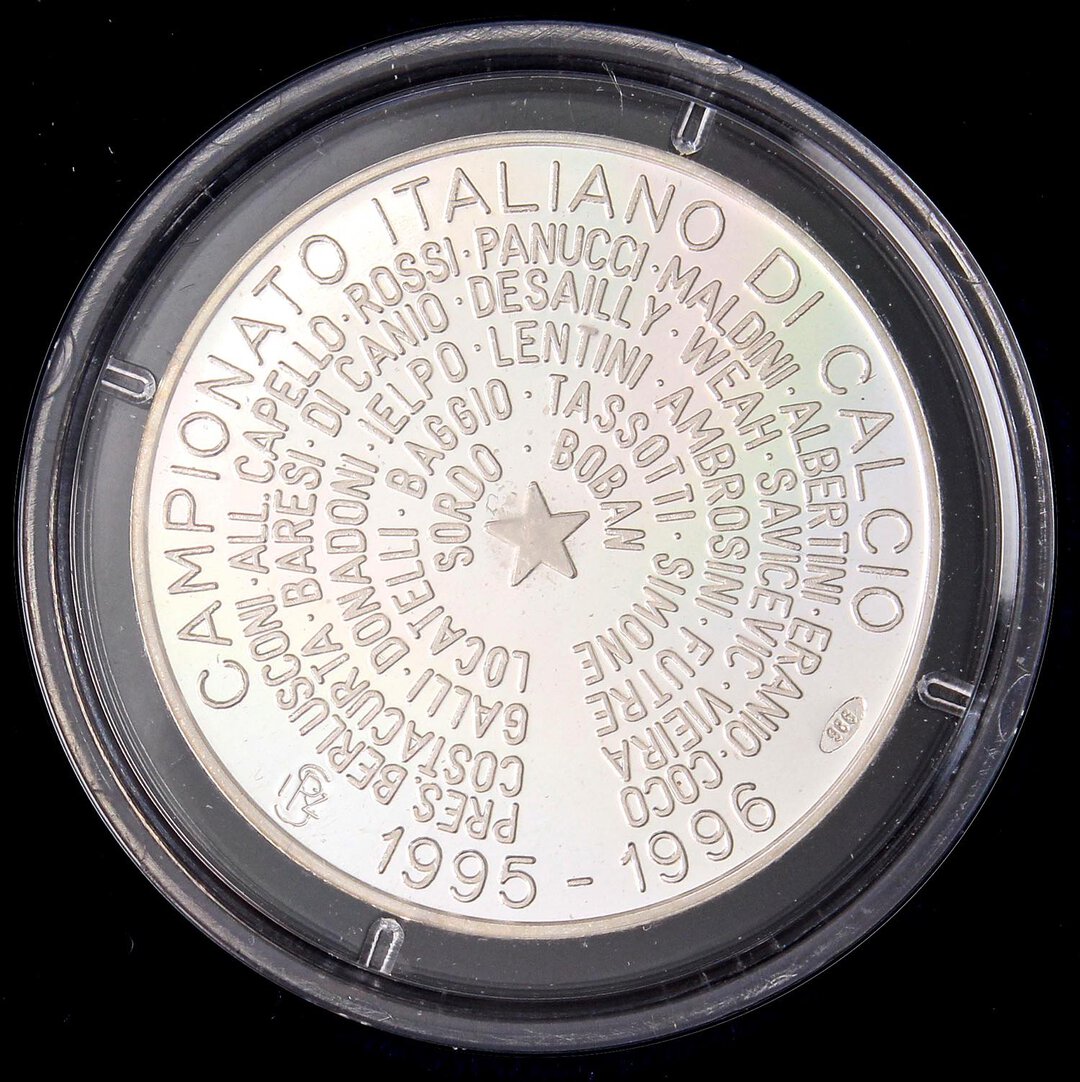 CAMPIONATO ITALIANO DI CALCIO
PRES. BERLUSCONI · ALL. CAPELLO · ROSSI · PANUCCI · MALDINI · ALBERTINI · ERANIO · COCO
COSTACURTA · BARESI · DI CANIO · DESAILLY · WEAH · SAVICEVIC · VIEIRA
GALLI · DONADONI · IELPO · LENTINI · AMBROSINI · FUTRE
LOCATELLI · BAGGIO · TASSOTTI · SIMONE
SORDO · BOBAN
1995 - 1996
986